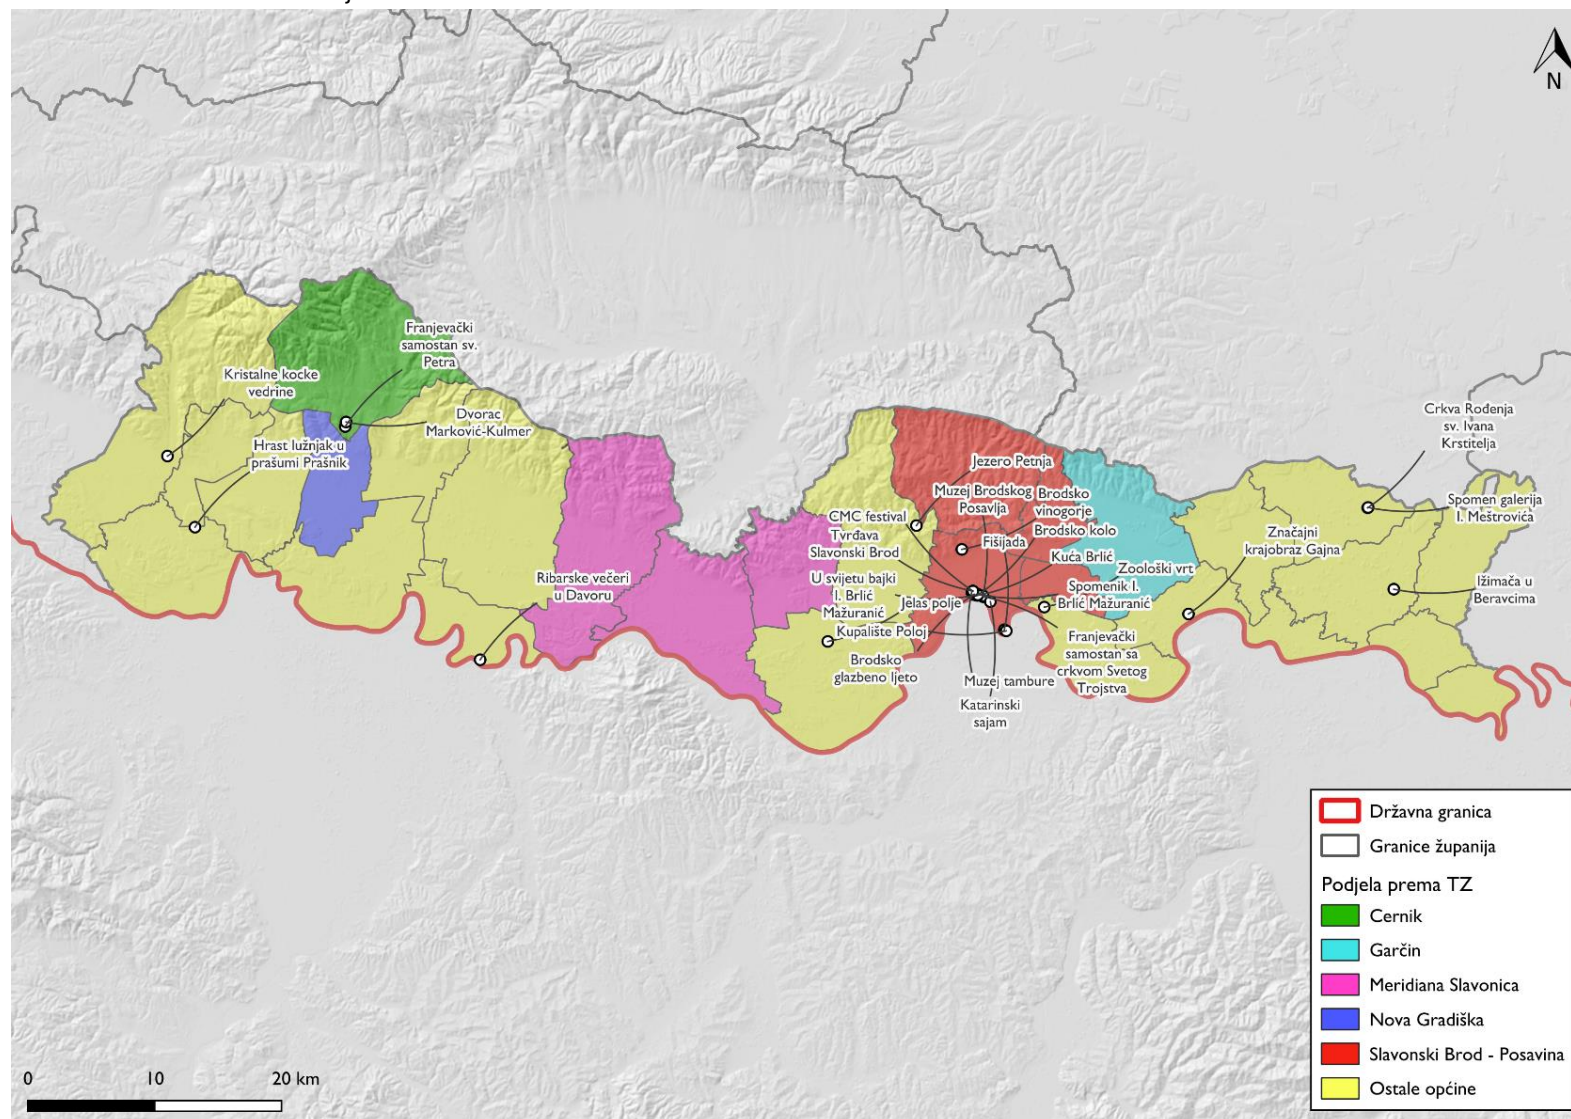 N
Franjevački
samostan sv.
Petra
Kristalne kocke
vedrine
Dvorac
Marković-Kulmer
Hrast lužnjak u
prašumi Prašnik
Ribarske večeri
u Davoru
Jezero Petnja
Muzej Brodskog
Posavlja
Brodsko
vinogorje
CMC festival
Brodsko kolo
Tvrđava
Slavonski Brod
Fišijada
Kuća Brlić
Zoološki vrt
U svijetu bajki
I. Brlić
Mažuranić
Jelas polje
Spomenik I.
Brlić Mažuranić
Kupalište Poloj
Brodsko
glazbeno ljeto
Franjevački
samostan sa
crkvom Svetog
Trojstva
Muzej tambure
Katarinski
sajam
Značajni
krajobraz Gajna
Crkva Rođenja
sv. Ivana
Krstitelja
Spomen galerija
I. Meštrovića
Ižimača u
Beravcima
Državna granica
Granice županija
Podjela prema TZ
Cernik
Garčin
Meridiana Slavonica
Nova Gradiška
Slavonski Brod - Posavina
Ostale općine
0 10 20 km